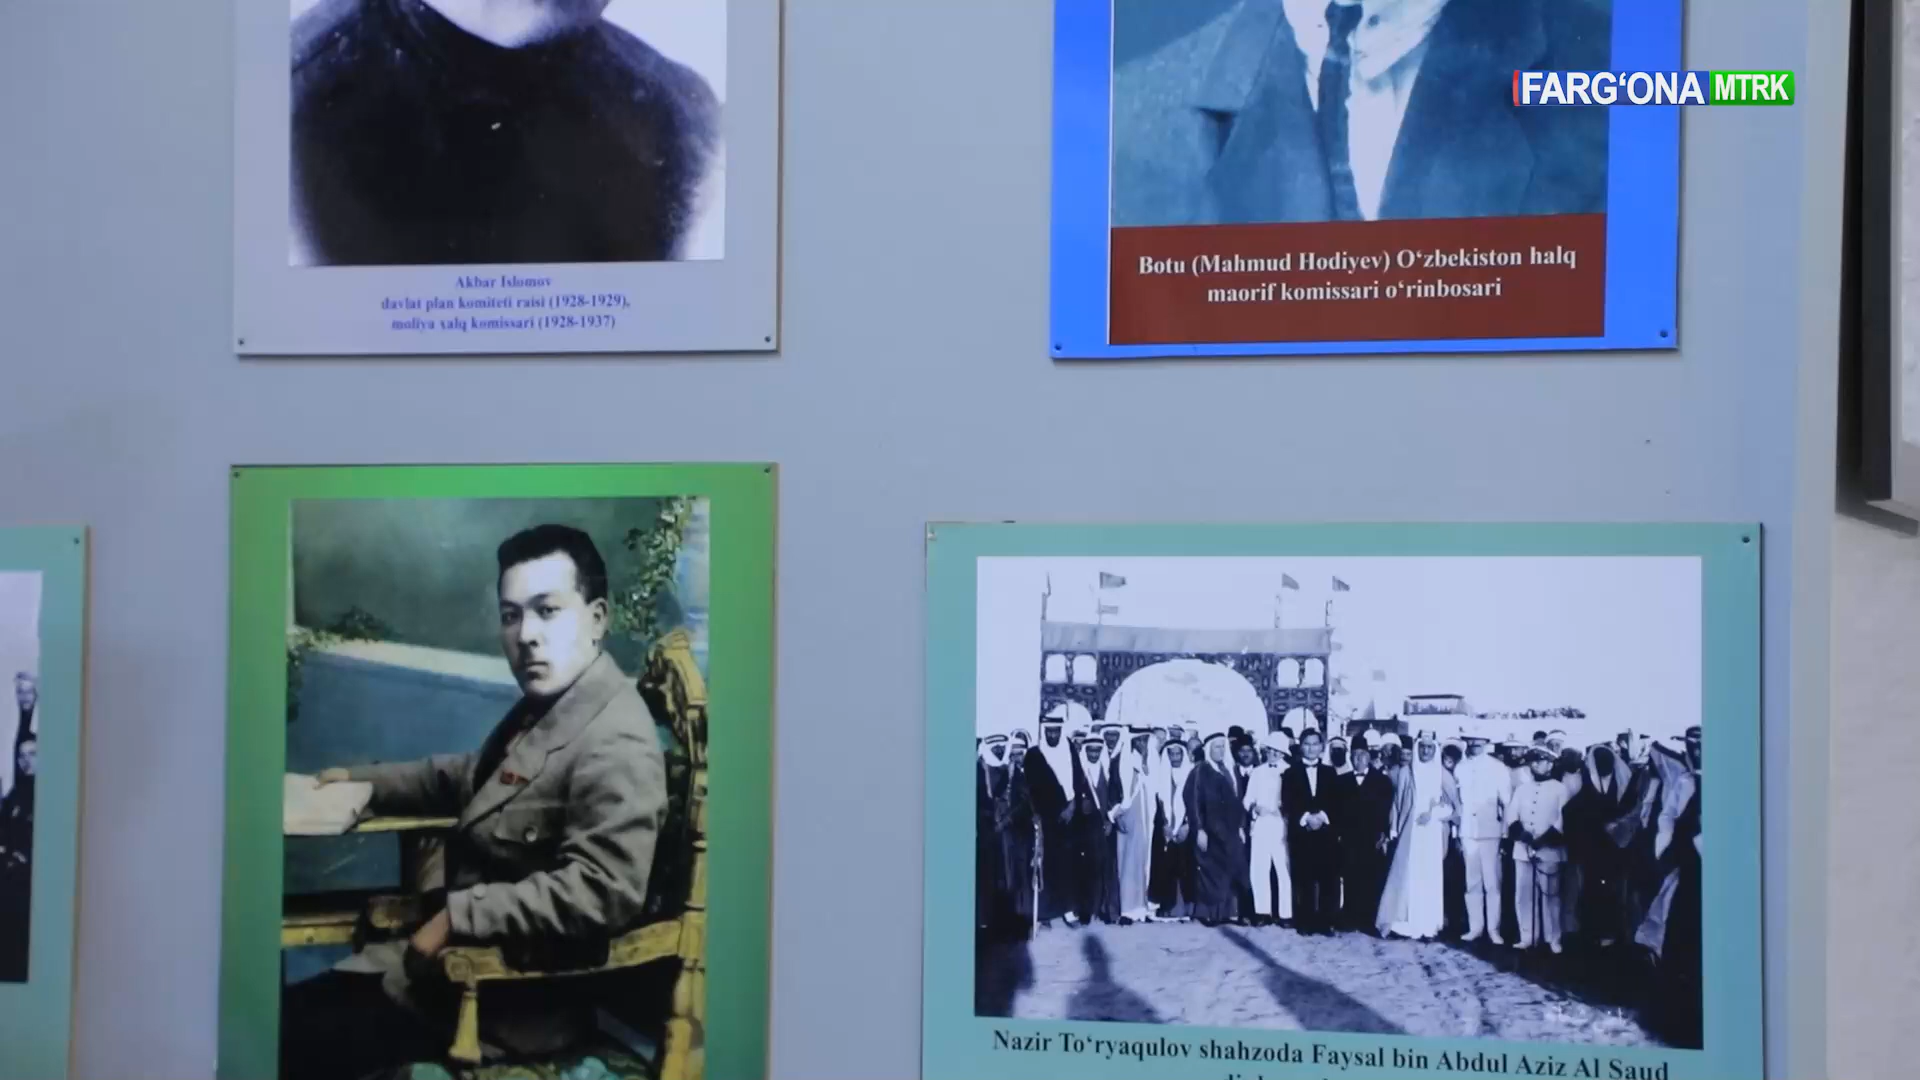 FARG‘ONA MTRK
Akbar Islomov
davlat plan komiteti raisi (1928-1929),
moliya xalq komissari (1928-1937)
Botu (Mahmud Hodiyev) O‘zbekiston halq
maorif komissari o‘rinbosari
Nazir To‘ryaqulov shahzoda Faysal bin Abdul Aziz Al Saud